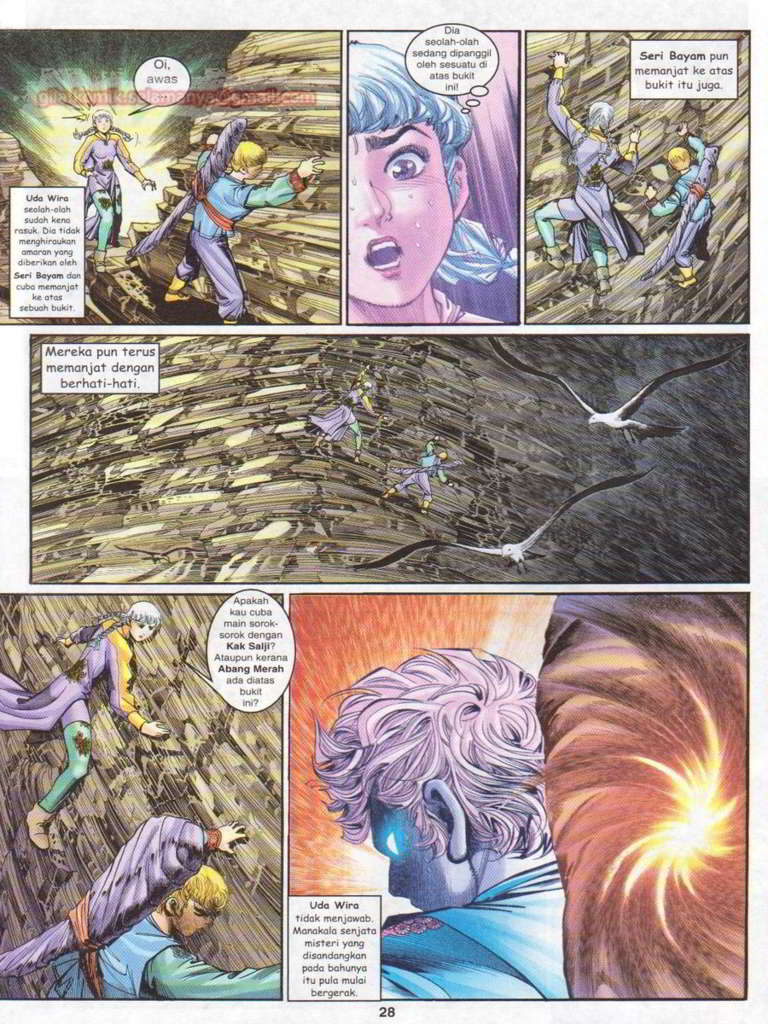 Oi,
awas
Uda Wira
seolah-olah
sudah kena
rasuk. Dia tidak
menghiraukan
amaran yang
diberikan oleh
Seri Bayam dan
cuba memanjat
ke atas
sebuah bukit.
Dia
seolah-olah
sedang dipanggil
oleh sesuatu di
atas bukit
ini!
Seri Bayam pun
memanjat ke atas
bukit itu juga.
Mereka pun terus
memanjat dengan
berhati-hati.
Apakah
kau cuba
main sorok-
sorok dengan
Kak Salji?
Ataupun kerana
Abang Merah
ada diatas
bukit
ini?
Uda Wira
tidak menjawab.
Manakala senjata
misteri yang
disandangkan
pada bahunya
itu pula mulai
bergerak.
28